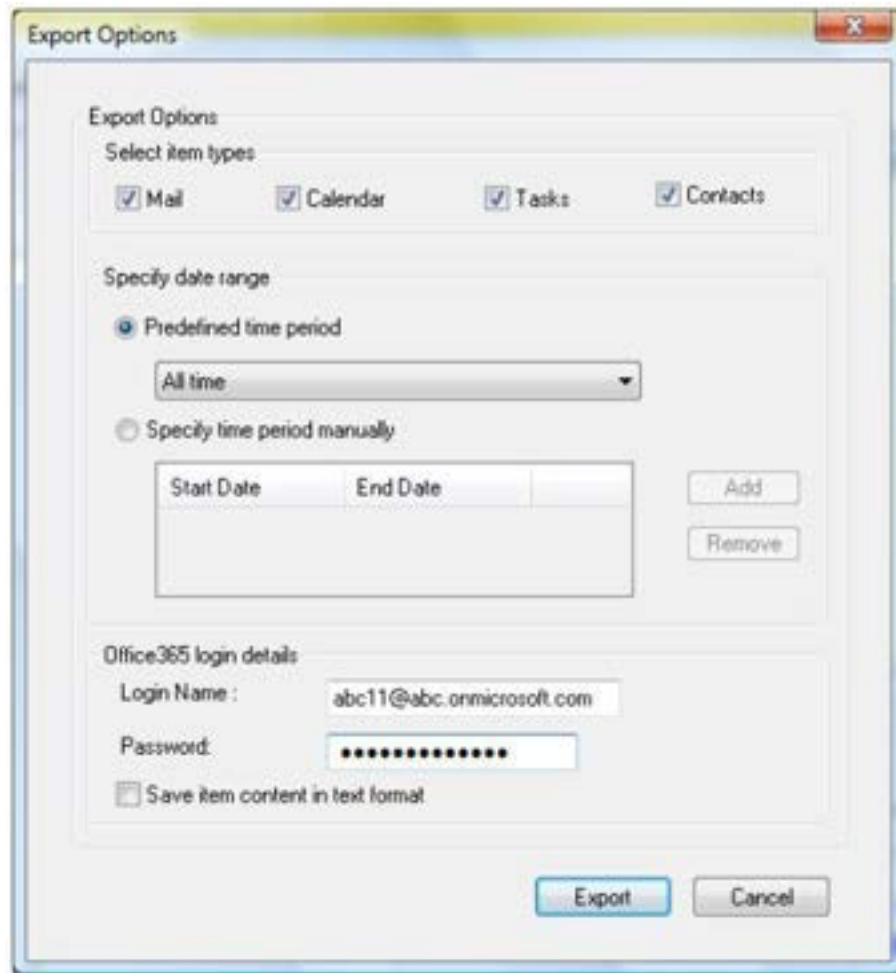 Export Options
Export Options
Select item types
Mail Calendar Tasks Contacts
Specify date range
Predefined time period
All time
Specify time period manually
Start Date End Date Add
Remove
Office365 login details
Login Name : abc11@abc.onmicrosoft.com
Password: •••••••••••••
Save item content in text format
Export Cancel